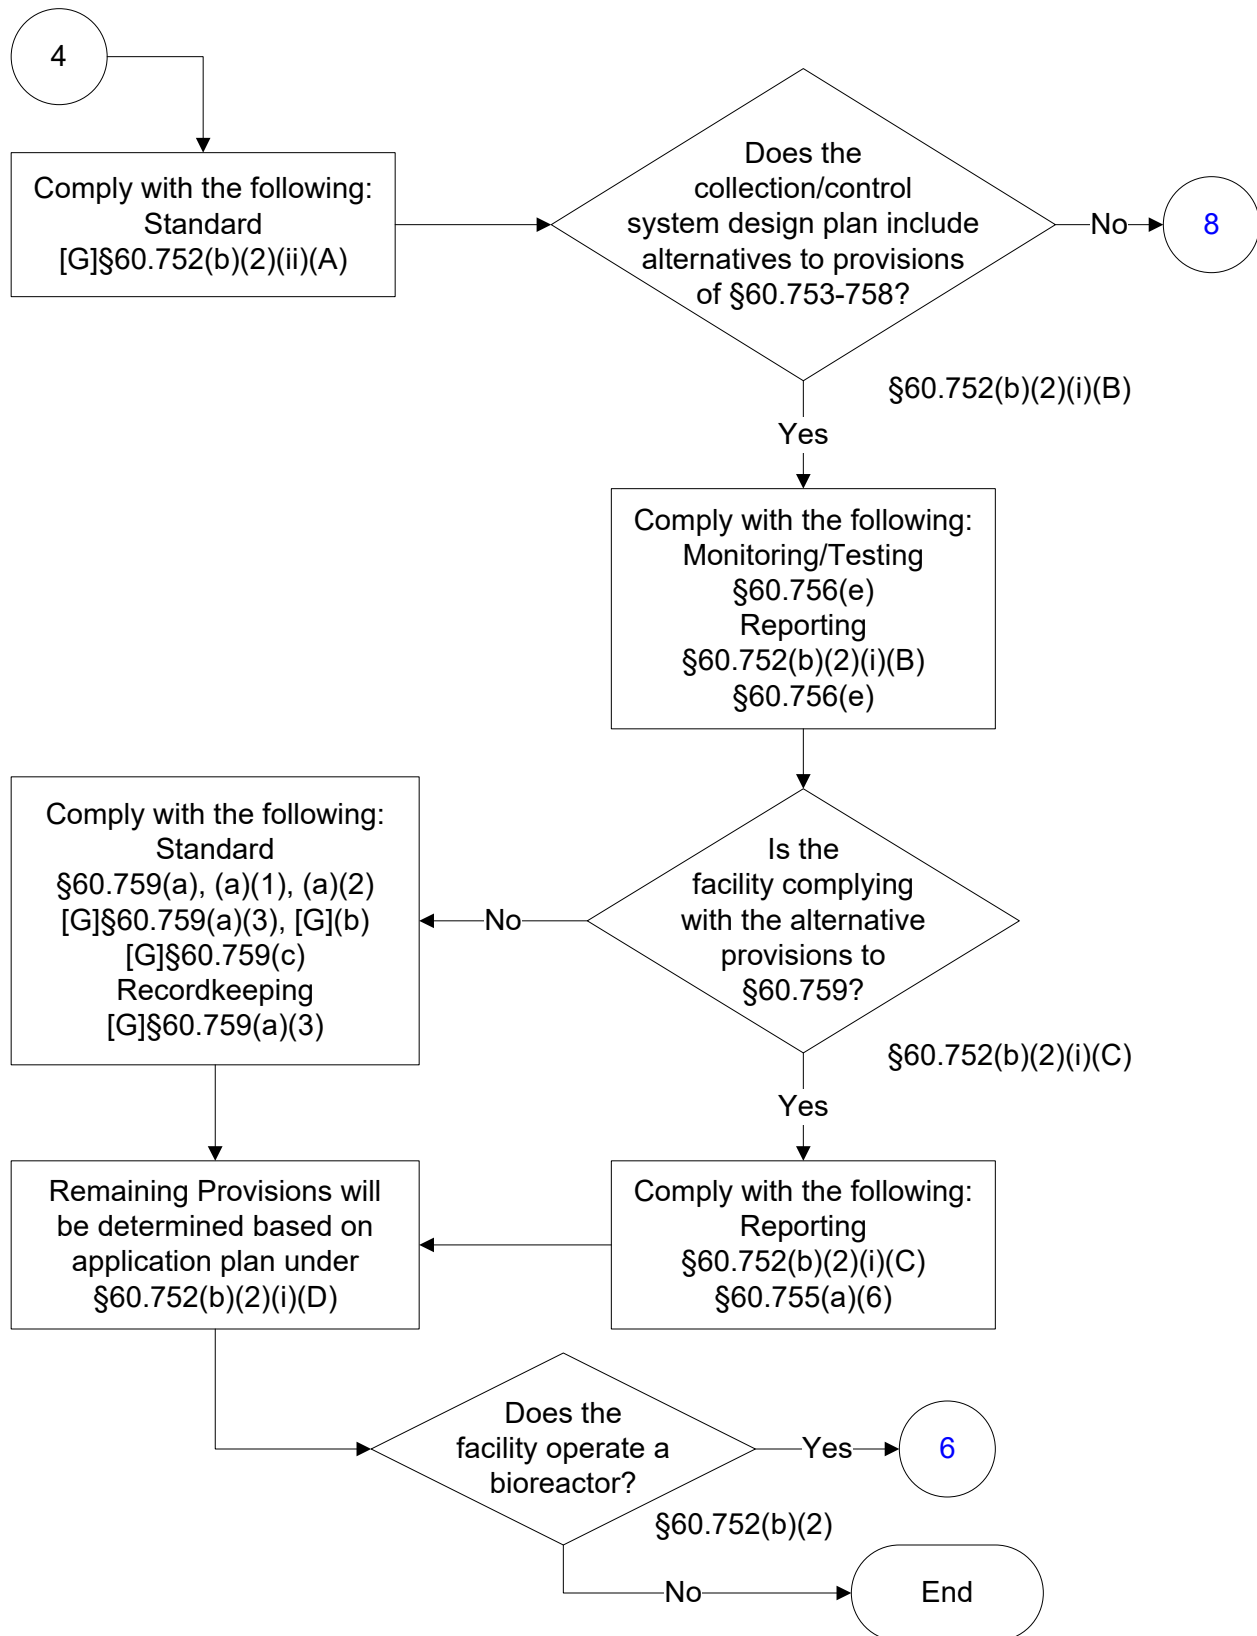 4
Comply with the following:
Standard
[G]§60.752(b)(2)(ii)(A)
Does the
collection/control
system design plan include
alternatives to provisions
of §60.753-758?
No
8
§60.752(b)(2)(i)(B)
Yes
Comply with the following:
Monitoring/Testing
§60.756(e)
Reporting
§60.752(b)(2)(i)(B)
§60.756(e)
Is the
facility complying
with the alternative
provisions to
§60.759?
No
Comply with the following:
Standard
§60.759(a), (a)(1), (a)(2)
[G]§60.759(a)(3), [G](b)
[G]§60.759(c)
Recordkeeping
[G]§60.759(a)(3)
§60.752(b)(2)(i)(C)
Yes
Comply with the following:
Reporting
§60.752(b)(2)(i)(C)
§60.755(a)(6)
Remaining Provisions will
be determined based on
application plan under
§60.752(b)(2)(i)(D)
Does the
facility operate a
bioreactor?
Yes
6
§60.752(b)(2)
No
End